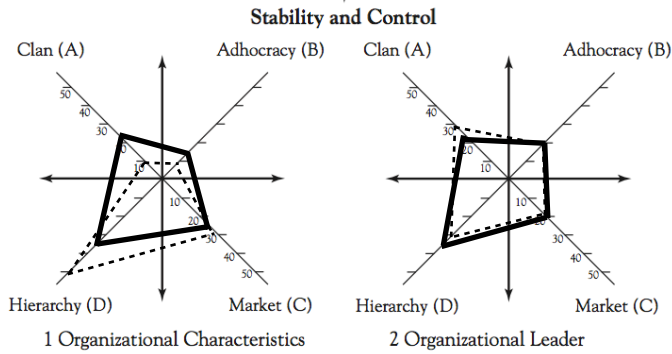 Stability and Control
Clan (A) Adhocracy (B) Clan (A) Adhocracy (B)
50 50
40 40
30 30
20
10 10
10 10
20 20
30 30
40 40
50 50
Hierarchy (D) Market (C) Hierarchy (D) Market (C)
1 Organizational Characteristics 2 Organizational Leader